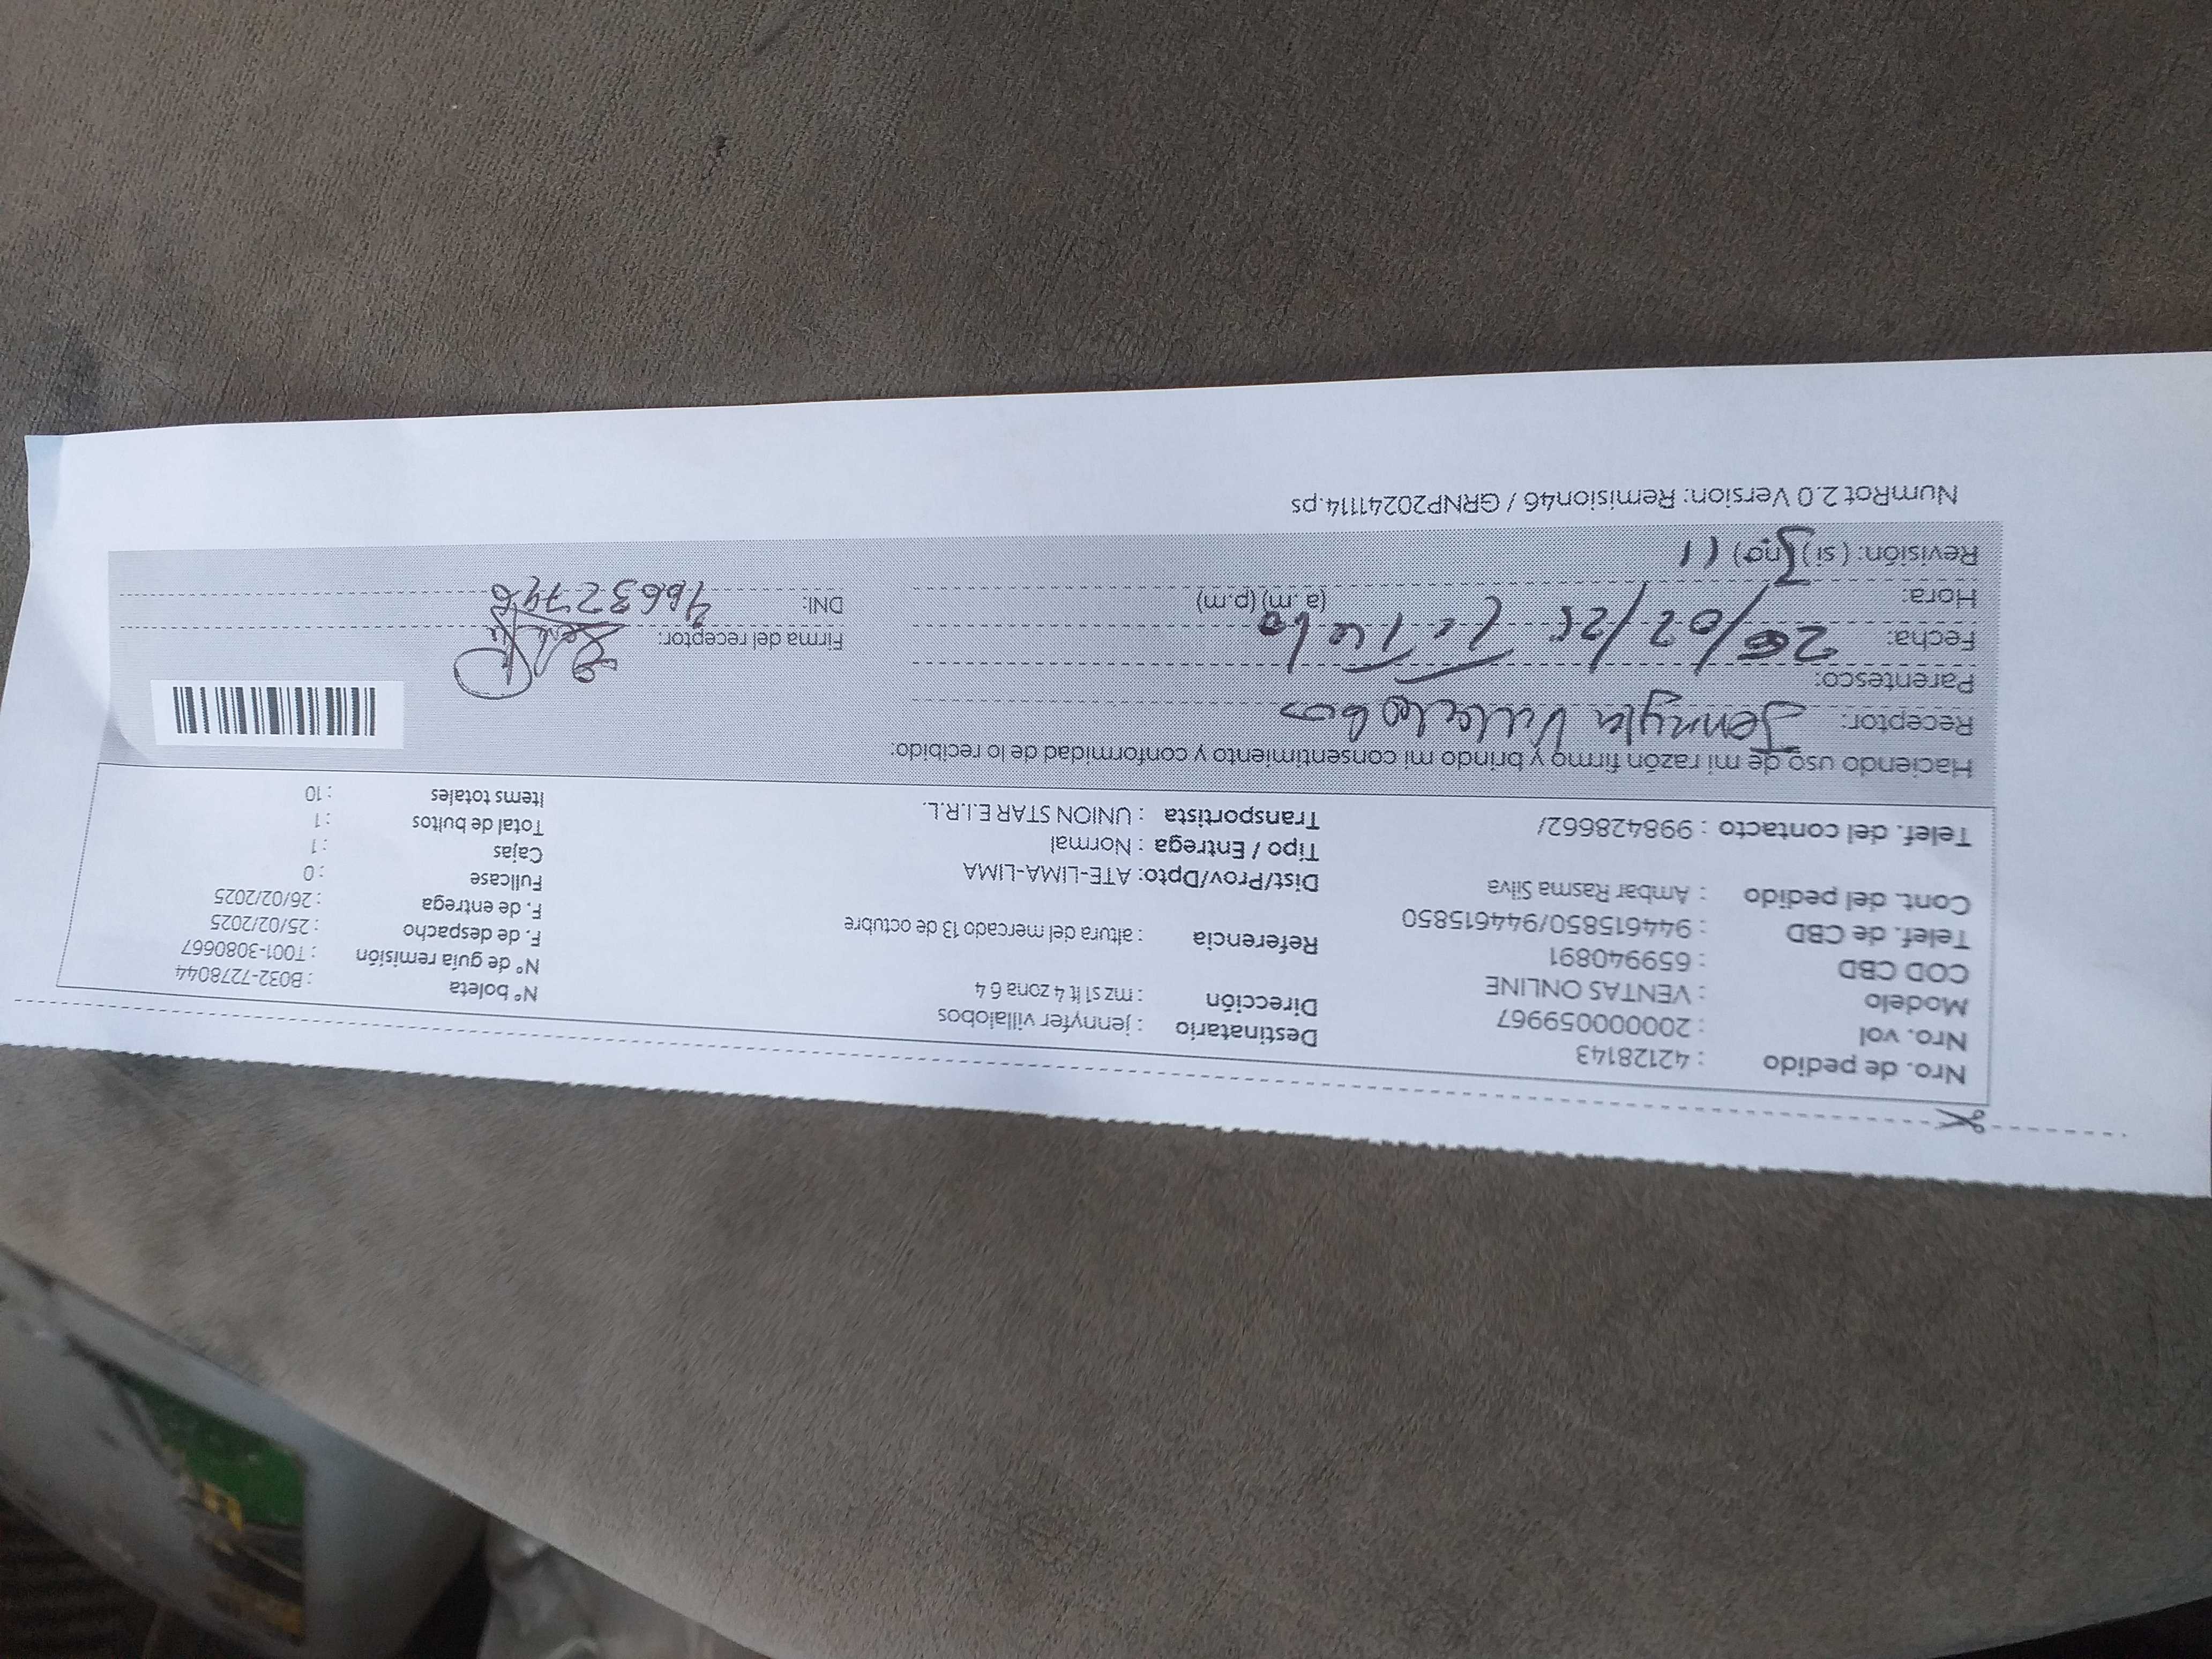 Nro. de pedido : 42128143
Nro. vol : 20000059967
Modelo : VENTAS ONLINE
COD CBD : 659940891
Telef. de CBD : 944615850/944615850
Cont. del pedido : Ambar Rasma Silva
Telef. del contacto : 998428662/
Destinatario : jennyfer villalobos
Dirección : mz s1 lt 4 zona 6 4
Referencia : altura del mercado 13 de octubre
Dist/Prov/Dpto: ATE-LIMA-LIMA
Tipo / Entrega : Normal
Transportista : UNION STAR E.I.R.L.
N° boleta : B032-7278044
N° de guía remisión : T001-3080667
F. de despacho : 25/02/2025
F. de entrega : 26/02/2025
Fullcase : 0
Cajas : 1
Total de bultos : 1
Items totales : 10
Haciendo uso de mi razón firmo y brindo mi consentimiento y conformidad de lo recibido:
Receptor: Villalobos
Parentesco:
Fecha: 26/02/25
Hora: (a.m) (p.m)
Revisión: (si) (no)
Firma del receptor:
DNI: 46632746
NumRot 2.0 Version: Remision46 / GRNP20241114.ps